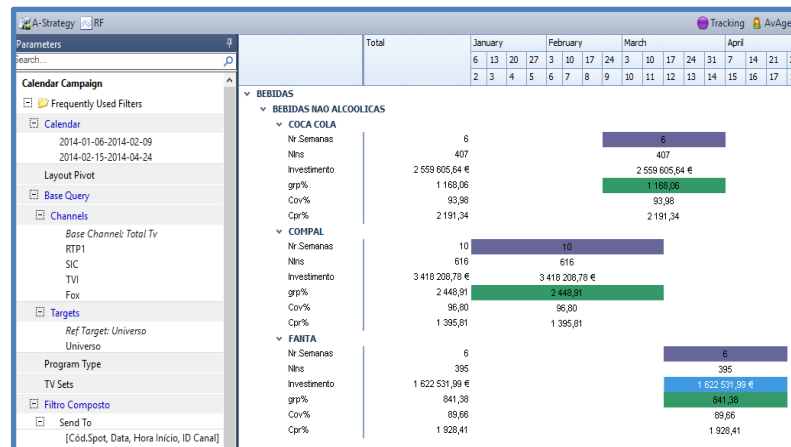 A-Strategy RF Tracking AvAge
Parameters
Search...
Calendar Campaign
Frequently Used Filters
Calendar
2014-01-06-2014-02-09
2014-02-15-2014-04-24
Layout Pivot
Base Query
Channels
Base Channel: Total Tv
RTP1
SIC
TVI
Fox
Targets
Ref Target: Universo
Universo
Program Type
TV Sets
Filtro Composto
Send To
[Cód.Spot, Data, Hora Início, ID Canal]
Total January February March April
6 13 20 27 3 10 17 24 3 10 17 24 31 7 14 21
2 3 4 5 6 7 8 9 10 11 12 13 14 15 16 17
BEBIDAS
BEBIDAS NAO ALCOOLICAS
COCA COLA
Nr.Semanas 6 6
NIns 407 407
Investimento 2 559 605,64 € 2 559 605,64 €
grp% 1 168,06 1 168,06
Cov% 93,98 93,98
Cpr% 2 191,34 2 191,34
COMPAL
Nr.Semanas 10 10
NIns 616 616
Investimento 3 418 208,78 € 3 418 208,78 €
grp% 2 448,91 2 448,91
Cov% 96,80 96,80
Cpr% 1 395,81 1 395,81
FANTA
Nr.Semanas 6 6
NIns 395 395
Investimento 1 622 531,99 € 1 622 531,99 €
grp% 841,38 841,38
Cov% 89,66 89,66
Cpr% 1 928,41 1 928,41